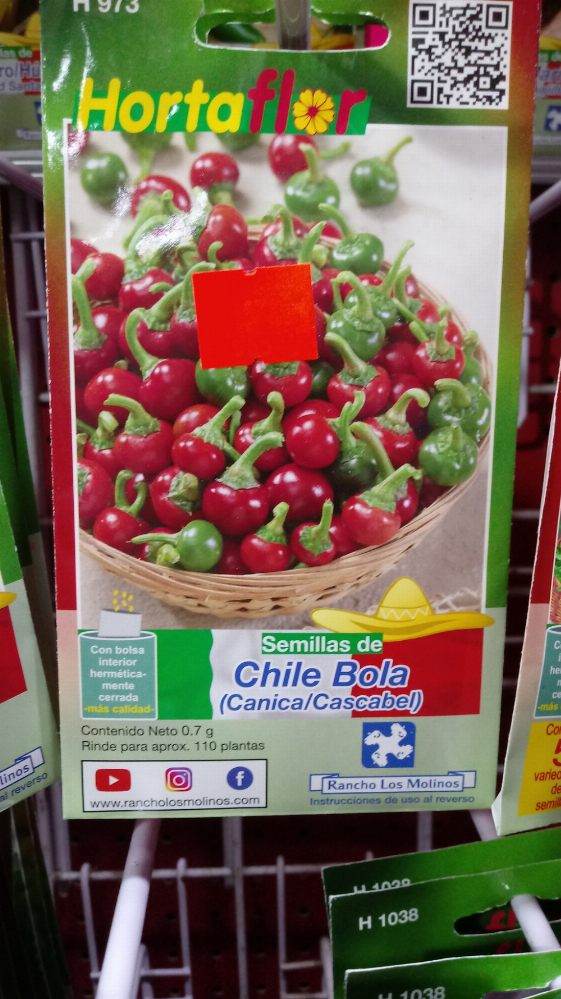 H 973
Hortaflor
Semillas de
Chile Bola
(Canica/Cascabel)
Con bolsa
interior
hermética-
mente
cerrada
-más calidad-
Contenido Neto 0.7 g
Rinde para aprox. 110 plantas
www.rancholosmolinos.com
Rancho Los Molinos
Instrucciones de uso al reverso
al reverso
H 1038
H 1038